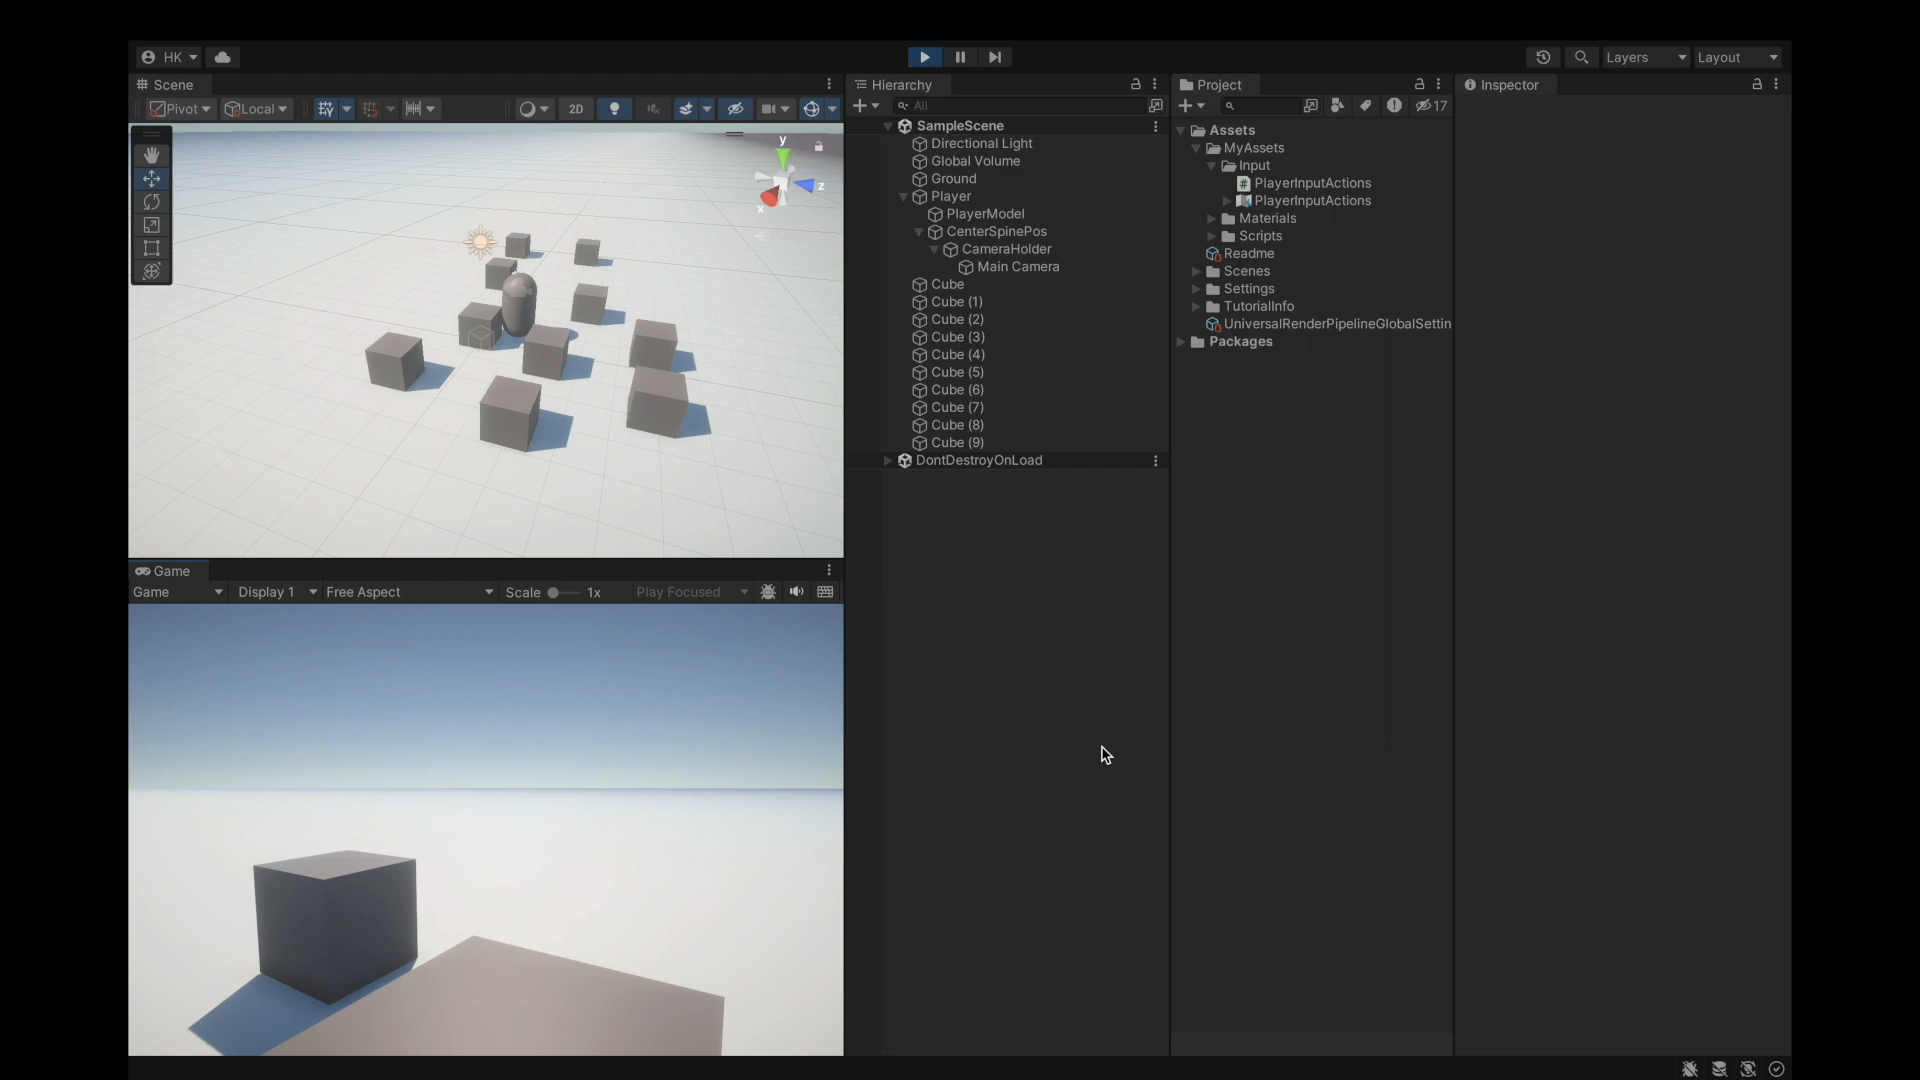 HK
Layers
Layout
Scene
Pivot
Local
2D
y
z
x
Hierarchy
All
SampleScene
Directional Light
Global Volume
Ground
Player
PlayerModel
CenterSpinePos
CameraHolder
Main Camera
Cube
Cube (1)
Cube (2)
Cube (3)
Cube (4)
Cube (5)
Cube (6)
Cube (7)
Cube (8)
Cube (9)
DontDestroyOnLoad
Project
17
Assets
MyAssets
Input
PlayerInputActions
PlayerInputActions
Materials
Scripts
Readme
Scenes
Settings
TutorialInfo
UniversalRenderPipelineGlobalSettin
Packages
Inspector
Game
Game
Display 1
Free Aspect
Scale
1x
Play Focused